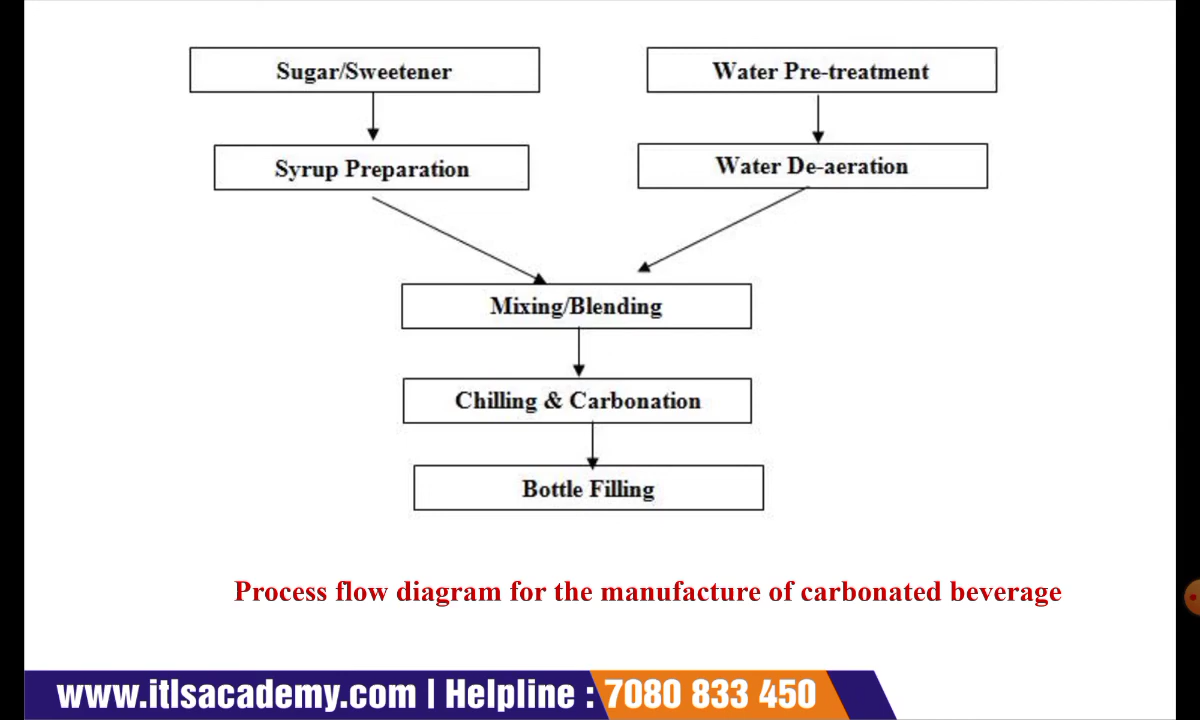 Sugar/Sweetener
Water Pre-treatment
Syrup Preparation
Water De-aeration
Mixing/Blending
Chilling & Carbonation
Bottle Filling
Process flow diagram for the manufacture of carbonated beverage
www.itlsacademy.com | Helpline : 7080 833 450